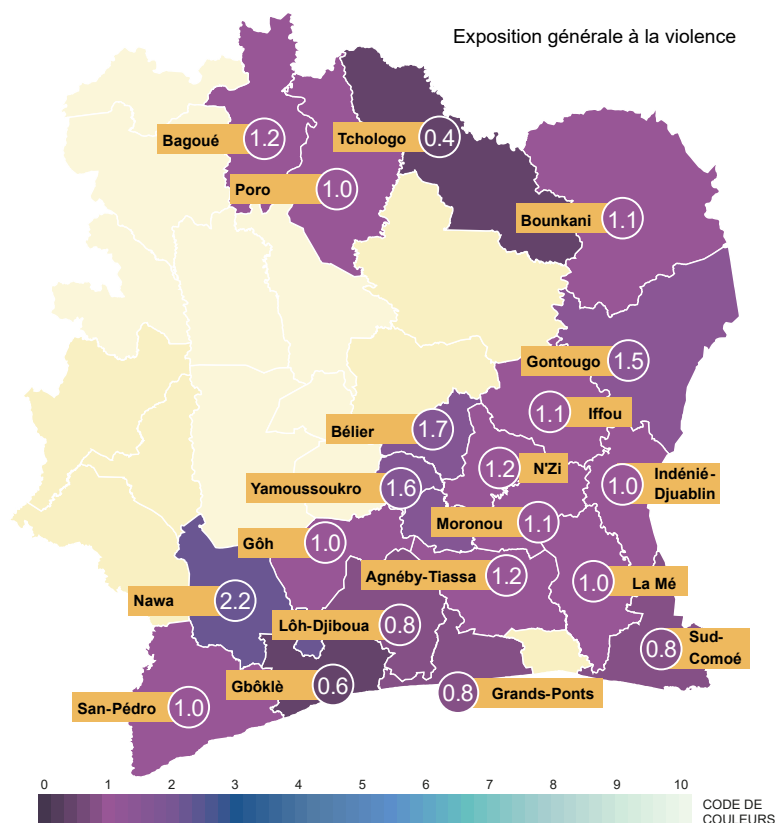 Exposition générale à la violence
Bagoué 1.2
Tchologo 0.4
Poro 1.0
Bounkani 1.1
Gontougo 1.5
1.1 Iffou
Bélier 1.7
1.2 N'Zi
1.0 Indénié-
Djuablin
Yamoussoukro 1.6
Moronou 1.1
Gôh 1.0
Agnéby-Tiassa 1.2
1.0 La Mé
Nawa 2.2
Lôh-Djiboua 0.8
0.8 Sud-
Comoé
Gbôklè 0.6
0.8 Grands-Ponts
San-Pédro 1.0
0 1 2 3 4 5 6 7 8 9 10
CODE DE
COULEURS